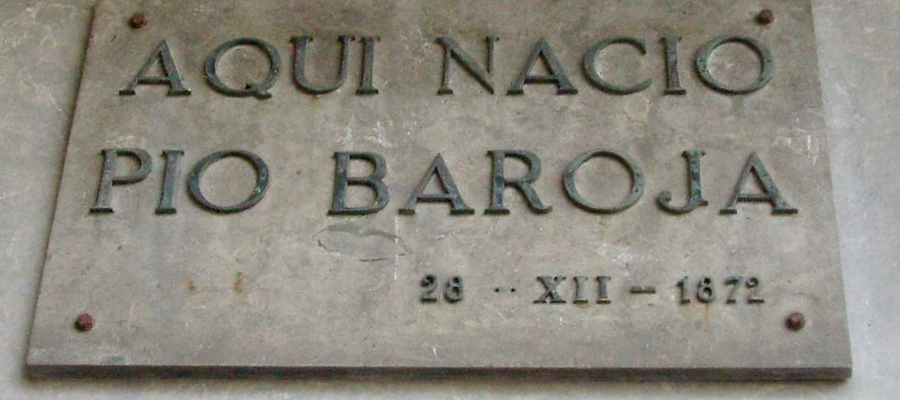 AQUI NACIO
PIO BAROJA
28 - XII - 1872